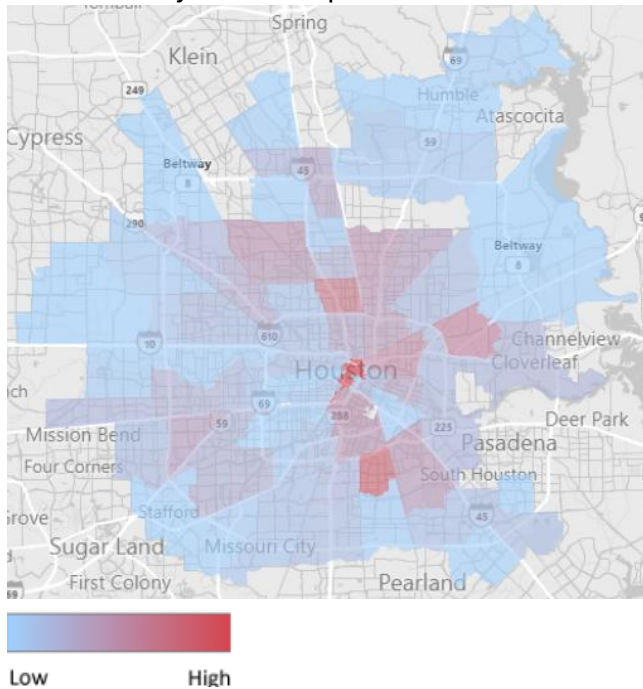 Spring
Klein
69
249
Humble
Atascocita
Cypress
59
Beltway
45
8
290
Beltway
8
610
10
Channelview
Houston
Cloverleaf
69
288
59
225
Deer Park
Mission Bend
Pasadena
Four Corners
South Houston
Stafford
45
Sugar Land
Missouri City
First Colony
Pearland
69
Low High